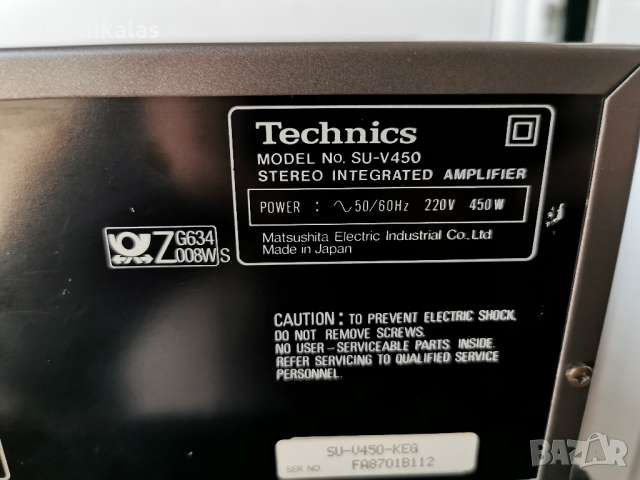 Technics
MODEL No. SU-V450
STEREO INTEGRATED AMPLIFIER
POWER : ∿50/60Hz 220V 450W
Matsushita Electric Industrial Co., Ltd.
Made in Japan
Z G634
008W S
CAUTION: TO PREVENT ELECTRIC SHOCK,
DO NOT REMOVE SCREWS.
NO USER-SERVICEABLE PARTS INSIDE.
REFER SERVICING TO QUALIFIED SERVICE
PERSONNEL.
SU-V450-KEG
SER NO. FA8701B112
bazar
БГ